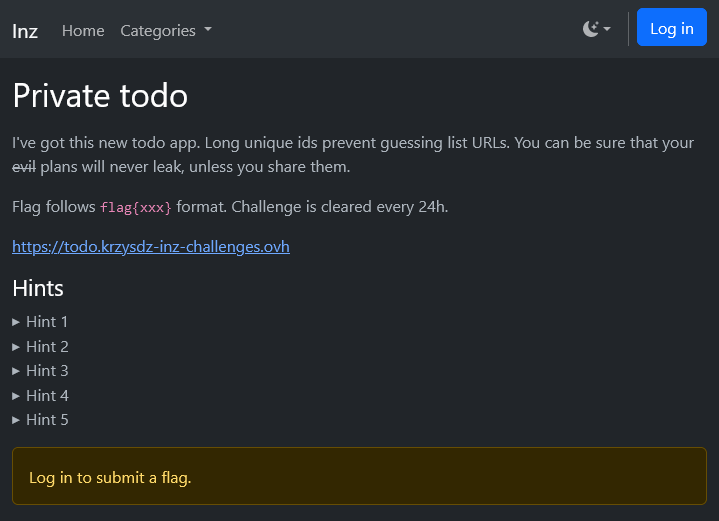 Inz Home Categories Log in
Private todo
I've got this new todo app. Long unique ids prevent guessing list URLs. You can be sure that your
evil plans will never leak, unless you share them.
Flag follows flag{xxx} format. Challenge is cleared every 24h.
https://todo.krzysdz-inz-challenges.ovh
Hints
Hint 1
Hint 2
Hint 3
Hint 4
Hint 5
Log in to submit a flag.